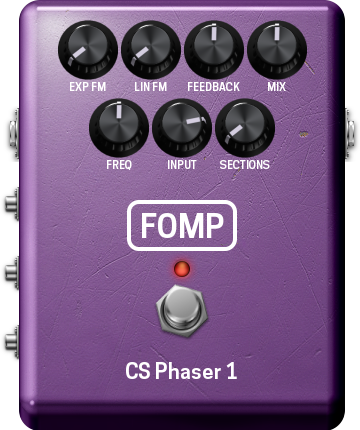 EXP FM LIN FM FEEDBACK MIX
FREQ INPUT SECTIONS
FOMP
CS Phaser 1